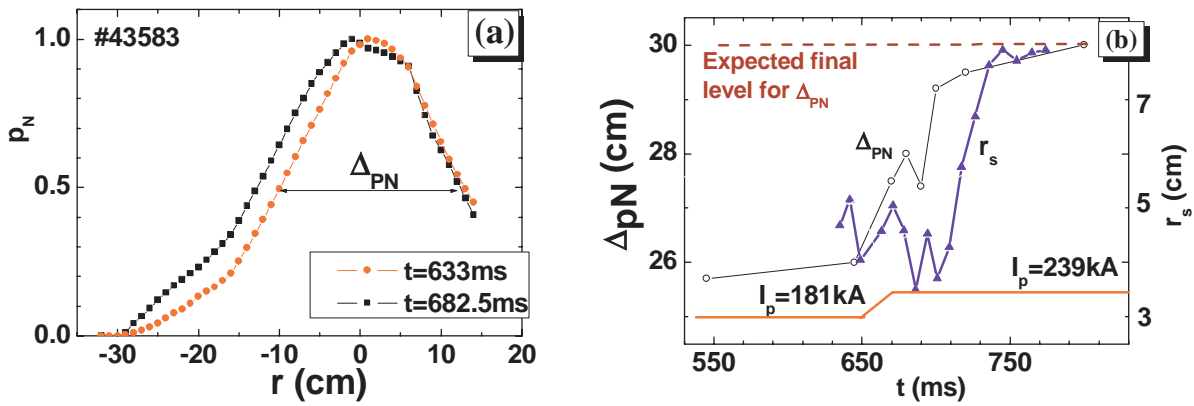 #43583
(a)
1.0
0.5
0.0
p_N
Δ_PN
t=633ms
t=682.5ms
-30
-20
-10
0
10
20
r (cm)
(b)
30
28
26
Δ_pN (cm)
Expected final
level for Δ_PN
Δ_PN
r_s
I_p=181kA
I_p=239kA
7
5
3
r_s (cm)
550
650
750
t (ms)